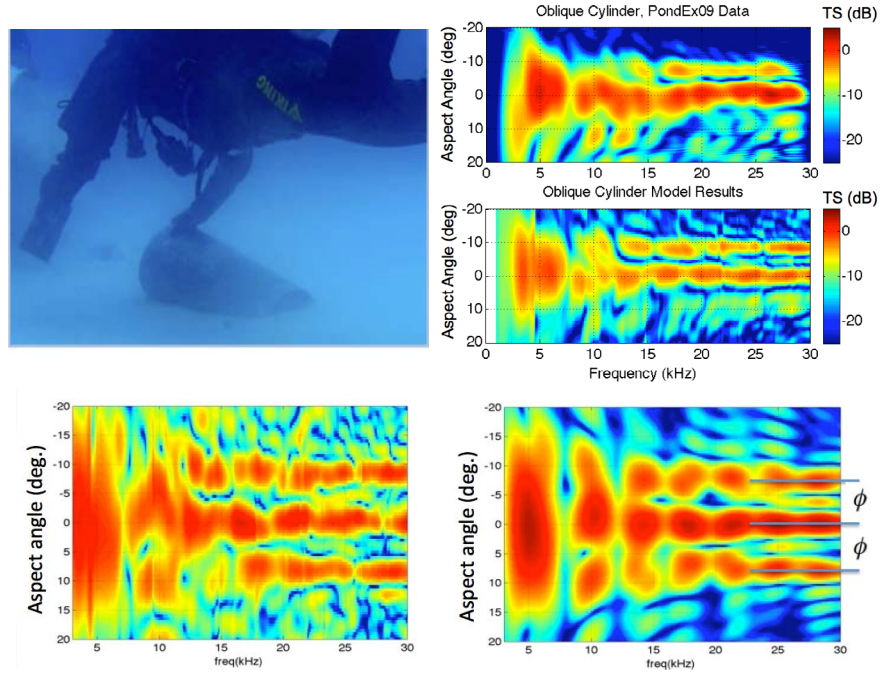 VIKING
Oblique Cylinder, PondEx09 Data
TS (dB)
Aspect Angle (deg)
-20
-10
0
10
20
0 5 10 15 20 25 30
0
-10
-20
Oblique Cylinder Model Results
TS (dB)
Aspect Angle (deg)
-20
-10
0
10
20
0 5 10 15 20 25 30
Frequency (kHz)
0
-10
-20
Aspect angle (deg.)
-20
-15
-10
-5
0
5
10
15
20
5 10 15 20 25 30
freq(kHz)
Aspect angle (deg.)
-20
-15
-10
-5
0
5
10
15
20
5 10 15 20 25 30
freq(kHz)
ϕ
ϕ